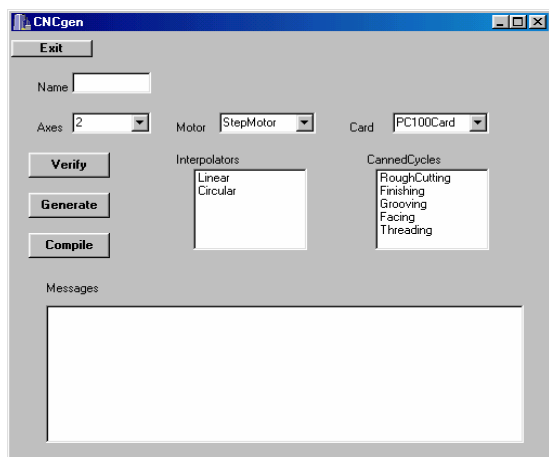 CNCgen
Exit
Name
Axes 2 Motor StepMotor Card PC100Card
Verify
Generate
Compile
Interpolators
Linear
Circular
CannedCycles
RoughCutting
Finishing
Grooving
Facing
Threading
Messages